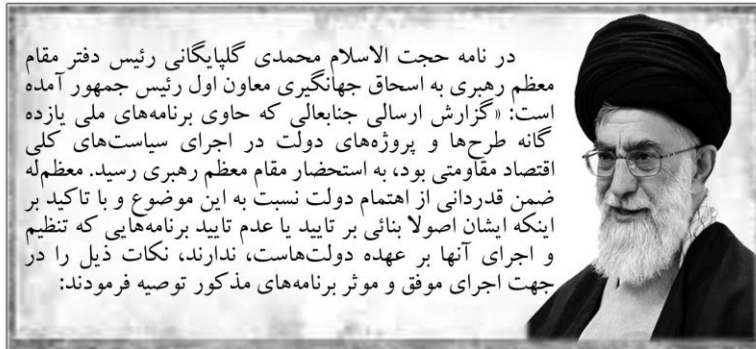 در نامه حجت الاسلام محمدی گلپایگانی رئیس دفتر مقام
معظم رهبری به اسحاق جهانگیری معاون اول رئیس جمهور آمده
است: «گزارش ارسالی جنابعالی که حاوی برنامه‌های ملی یازده
گانه طرح‌ها و پروژه‌های دولت در اجرای سیاست‌های کلی
اقتصاد مقاومتی بود، به استحضار مقام معظم رهبری رسید. معظم‌له
ضمن قدردانی از اهتمام دولت نسبت به این موضوع و با تاکید بر
اینکه ایشان اصولا بنائی بر تایید یا عدم تایید برنامه‌هایی که تنظیم
و اجرای آنها بر عهده دولت‌هاست، ندارند، نکات ذیل را در
جهت اجرای موفق و موثر برنامه‌های مذکور توصیه فرمودند: